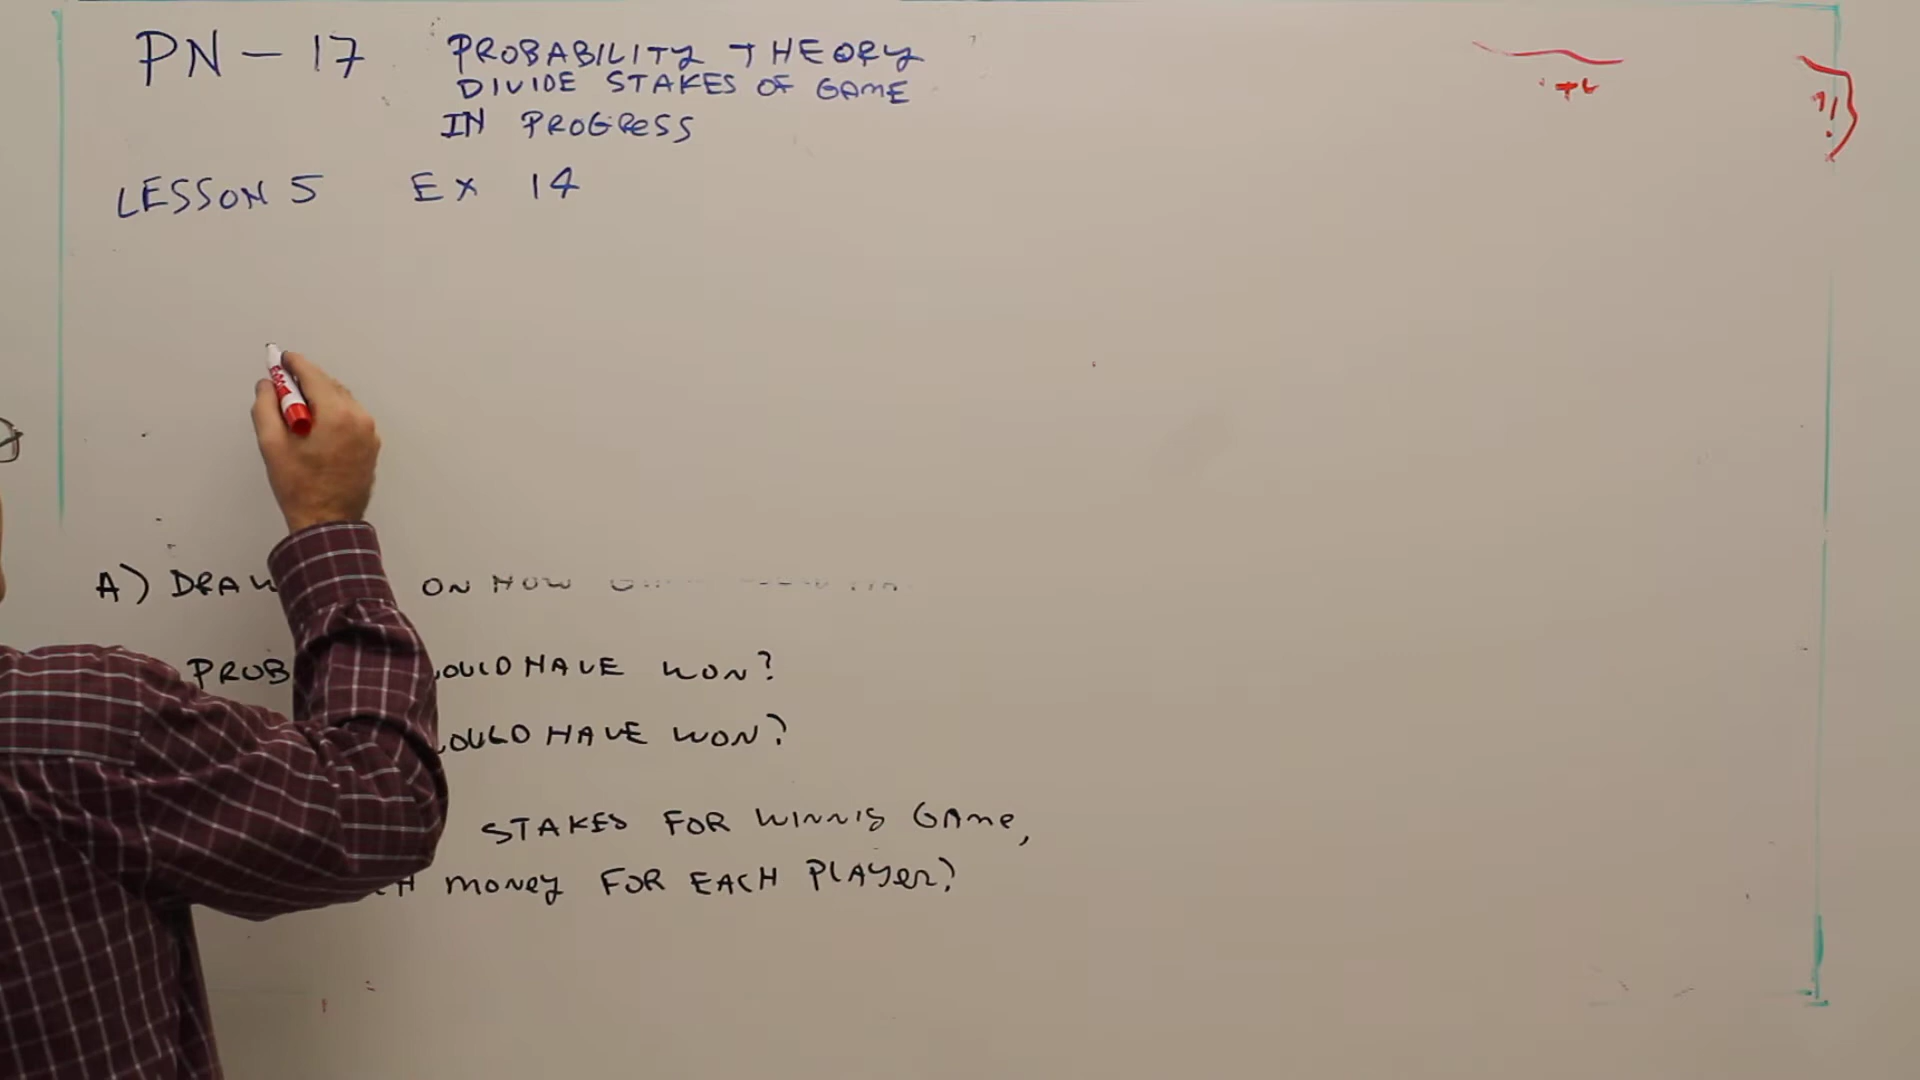 PN - 17 PROBABILITY THEORY
DIVIDE STAKES OF GAME
IN PROGRESS
LESSON 5 EX 14
A) DRAW ON HOW
PROB OULD HAVE WON?
OULD HAVE WON?
STAKES FOR WINNIS GAME,
MONEY FOR EACH PLAYER?